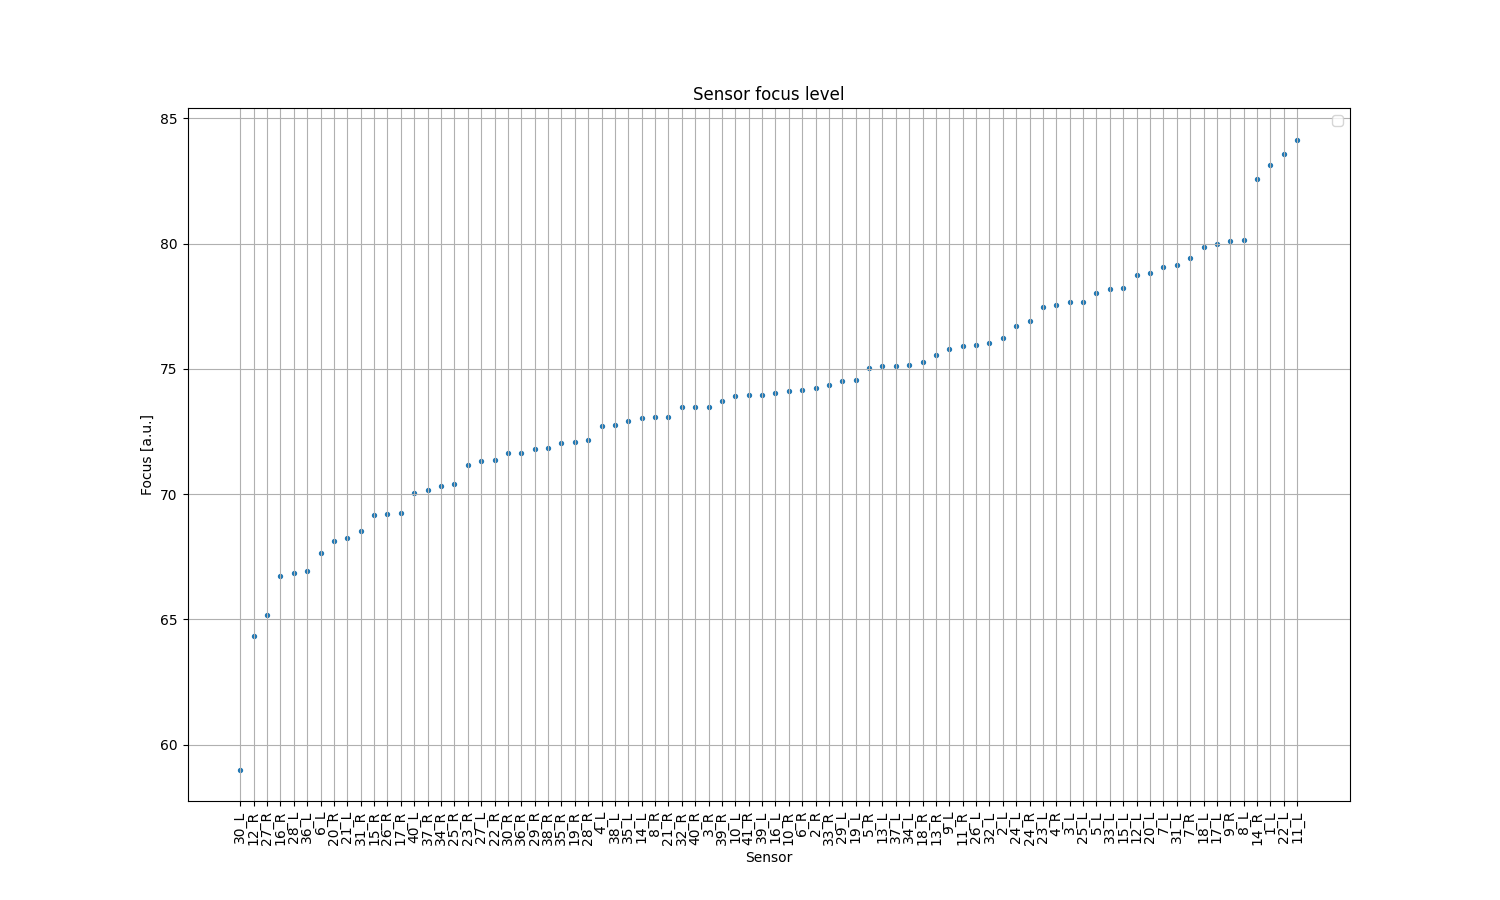 Sensor focus level
85
80
75
70
65
60
Focus [a.u.]
30_L 12_R 27_R 16_R 28_L 36_L 6_L 20_R 21_L 31_R 15_R 26_R 17_R 40_L 37_R 34_R 25_R 23_R 27_L 22_R 30_R 36_R 29_R 38_R 35_R 19_R 28_R 4_L 38_L 35_L 14_L 8_R 21_R 32_R 40_R 3_R 39_R 10_L 41_R 39_L 16_L 10_R 6_R 2_R 33_R 29_L 19_L 5_R 13_L 37_L 34_L 18_R 13_R 9_L 11_R 26_L 32_L 2_L 24_L 24_R 23_L 4_R 3_L 25_L 5_L 33_L 15_L 12_L 20_L 7_L 31_L 7_R 18_L 17_L 9_R 8_L 14_R 1_L 22_L 11_L
Sensor